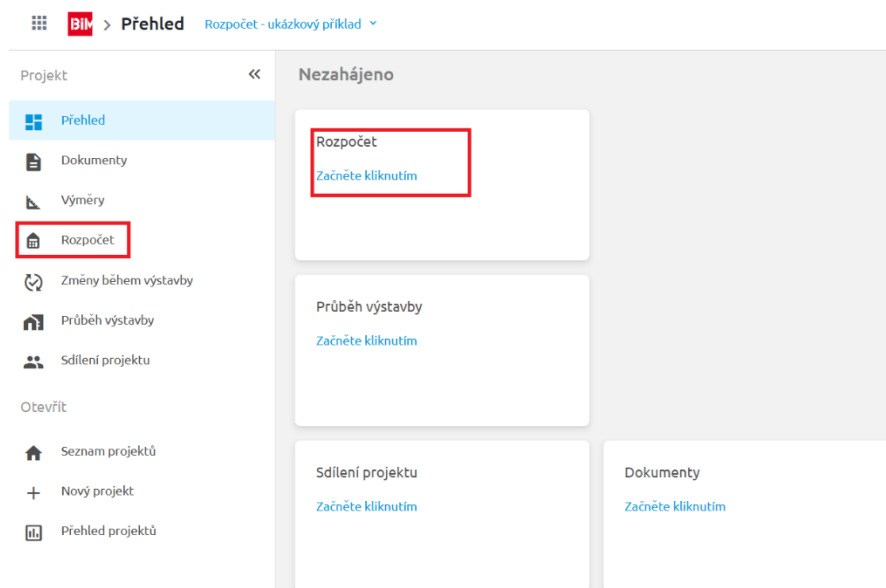 BIM > Přehled Rozpočet - ukázkový příklad
Projekt
Přehled
Dokumenty
Výměry
Rozpočet
Změny během výstavby
Průběh výstavby
Sdílení projektu
Otevřít
Seznam projektů
Nový projekt
Přehled projektů
Nezahájeno
Rozpočet
Začněte kliknutím
Průběh výstavby
Začněte kliknutím
Sdílení projektu
Začněte kliknutím
Dokumenty
Začněte kliknutím